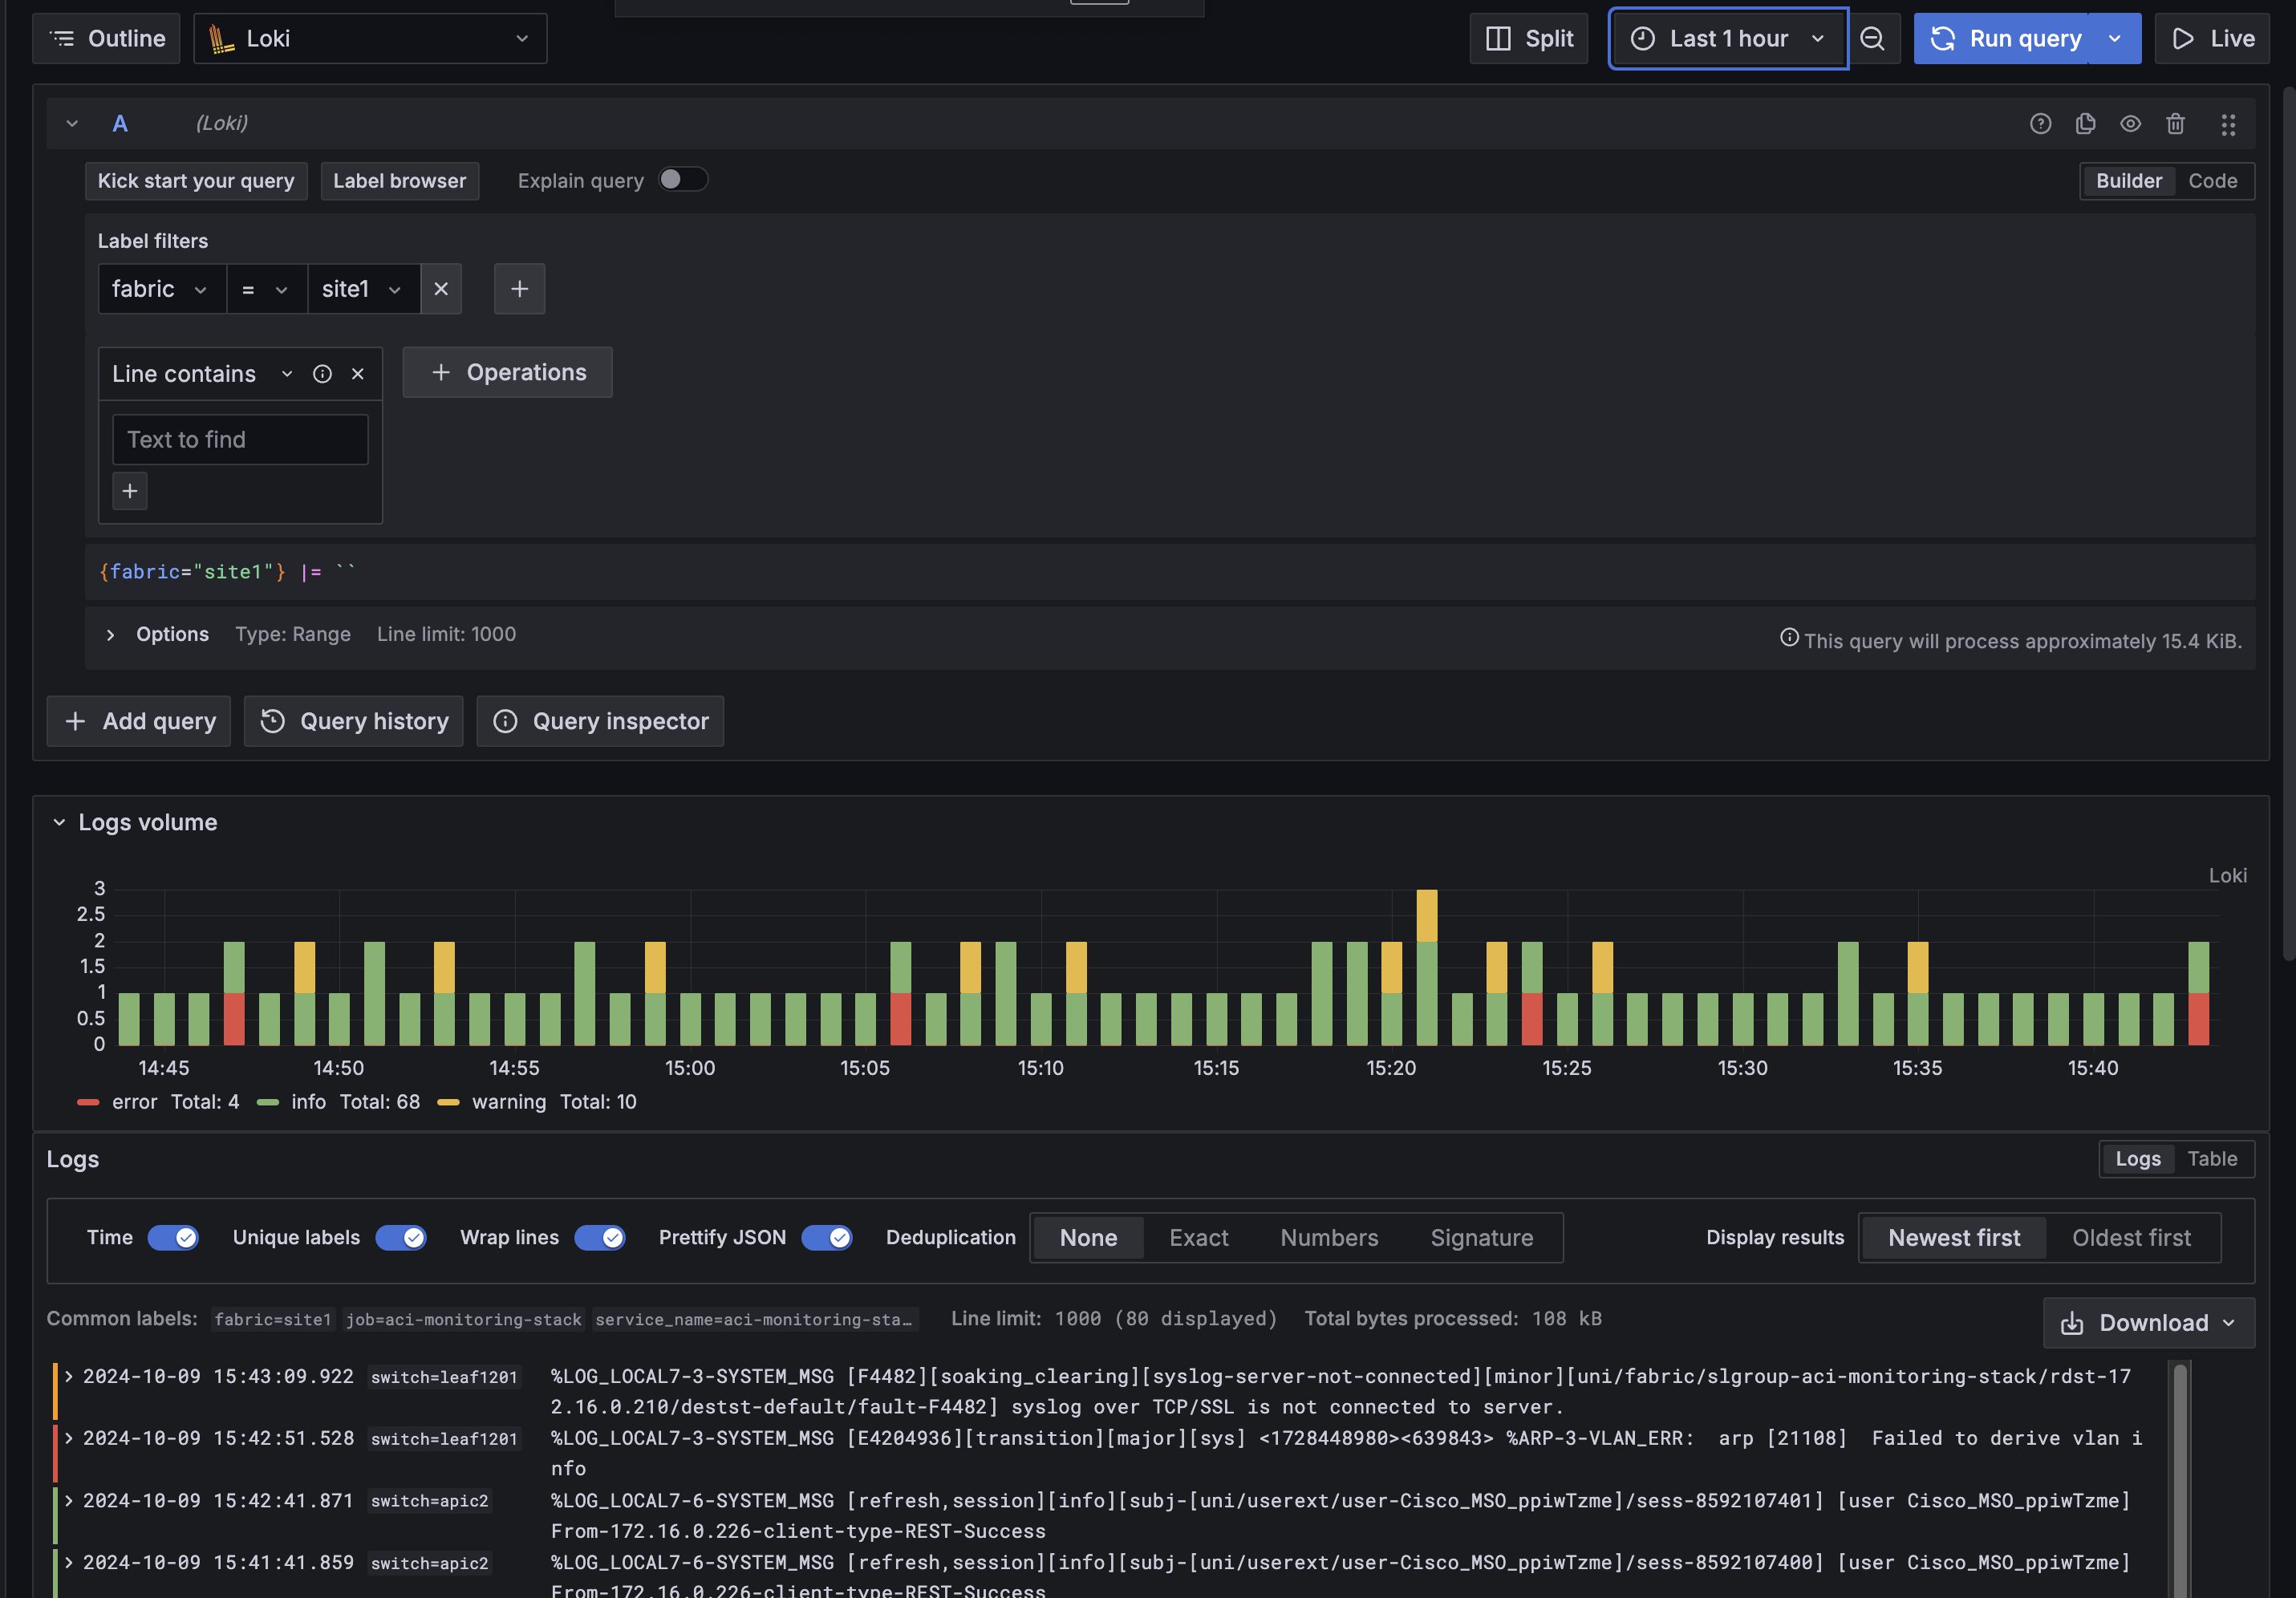 Outline
Loki
Split
Last 1 hour
Run query
Live
A
(Loki)
Kick start your query
Label browser
Explain query
Builder
Code
Label filters
fabric
=
site1
Line contains
Operations
Text to find
{fabric="site1"} |= ``
Options
Type: Range
Line limit: 1000
This query will process approximately 15.4 KiB.
Add query
Query history
Query inspector
Logs volume
Loki
3
2.5
2
1.5
1
0.5
0
14:45 14:50 14:55 15:00 15:05 15:10 15:15 15:20 15:25 15:30 15:35 15:40
error Total: 4 info Total: 68 warning Total: 10
Logs
Logs
Table
Time
Unique labels
Wrap lines
Prettify JSON
Deduplication
None
Exact
Numbers
Signature
Display results
Newest first
Oldest first
Common labels: fabric=site1 job=aci-monitoring-stack service_name=aci-monitoring-sta… Line limit: 1000 (80 displayed) Total bytes processed: 108 kB
Download
2024-10-09 15:43:09.922 switch=leaf1201 %LOG_LOCAL7-3-SYSTEM_MSG [F4482][soaking_clearing][syslog-server-not-connected][minor][uni/fabric/slgroup-aci-monitoring-stack/rdst-17
2.16.0.210/destst-default/fault-F4482] syslog over TCP/SSL is not connected to server.
2024-10-09 15:42:51.528 switch=leaf1201 %LOG_LOCAL7-3-SYSTEM_MSG [E4204936][transition][major][sys] <1728448980><639843> %ARP-3-VLAN_ERR:  arp [21108]  Failed to derive vlan i
nfo
2024-10-09 15:42:41.871 switch=apic2 %LOG_LOCAL7-6-SYSTEM_MSG [refresh,session][info][subj-[uni/userext/user-Cisco_MSO_ppiwTzme]/sess-8592107401] [user Cisco_MSO_ppiwTzme]
From-172.16.0.226-client-type-REST-Success
2024-10-09 15:41:41.859 switch=apic2 %LOG_LOCAL7-6-SYSTEM_MSG [refresh,session][info][subj-[uni/userext/user-Cisco_MSO_ppiwTzme]/sess-8592107400] [user Cisco_MSO_ppiwTzme]
From-172.16.0.226-client-type-REST-Success